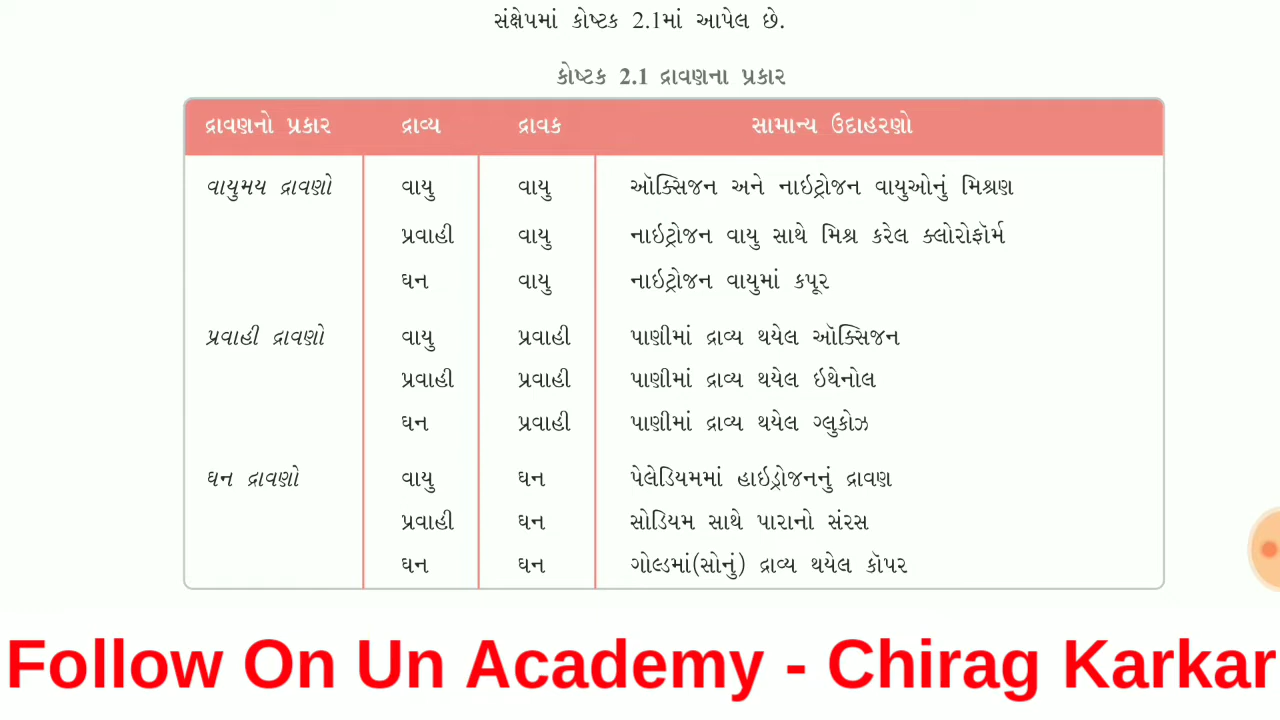 સંક્ષેપમાં કોષ્ટક 2.1માં આપેલ છે.
કોષ્ટક 2.1 દ્રાવણના પ્રકાર
દ્રાવણનો પ્રકાર દ્રાવ્ય દ્રાવક સામાન્ય ઉદાહરણો
વાયુમય દ્રાવણો વાયુ વાયુ ઑક્સિજન અને નાઇટ્રોજન વાયુઓનું મિશ્રણ
પ્રવાહી વાયુ નાઇટ્રોજન વાયુ સાથે મિશ્ર કરેલ ક્લોરોફૉર્મ
ઘન વાયુ નાઇટ્રોજન વાયુમાં કપૂર
પ્રવાહી દ્રાવણો વાયુ પ્રવાહી પાણીમાં દ્રાવ્ય થયેલ ઑક્સિજન
પ્રવાહી પ્રવાહી પાણીમાં દ્રાવ્ય થયેલ ઇથેનોલ
ઘન પ્રવાહી પાણીમાં દ્રાવ્ય થયેલ ગ્લુકોઝ
ઘન દ્રાવણો વાયુ ઘન પેલેડિયમમાં હાઇડ્રોજનનું દ્રાવણ
પ્રવાહી ઘન સોડિયમ સાથે પારાનો સંરસ
ઘન ઘન ગોલ્ડમાં(સોનું) દ્રાવ્ય થયેલ કૉપર
Follow On Un Academy - Chirag Karkar